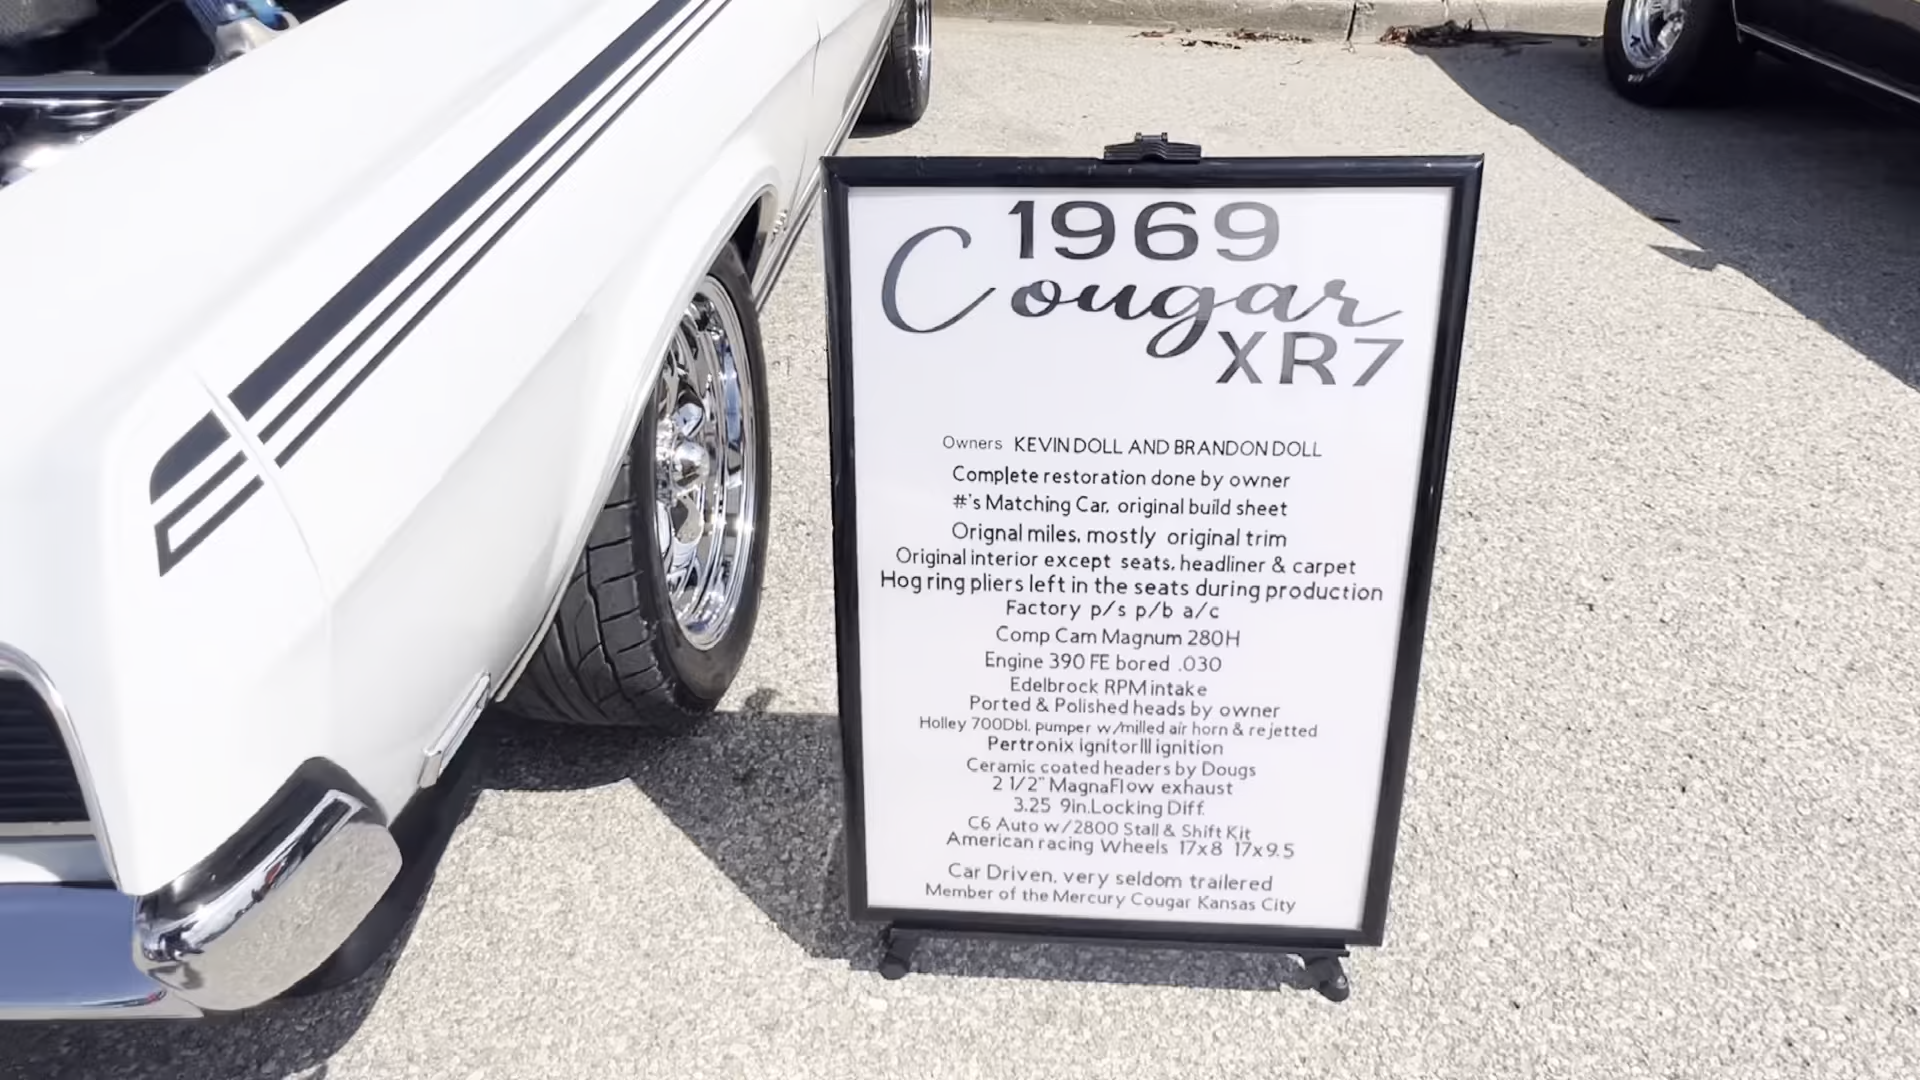 1969
Cougar
XR7
Owners KEVIN DOLL AND BRANDON DOLL
Complete restoration done by owner
#'s Matching Car, original build sheet
Orignal miles, mostly original trim
Original interior except seats, headliner & carpet
Hog ring pliers left in the seats during production
Factory p/s p/b a/c
Comp Cam Magnum 280H
Engine 390 FE bored .030
Edelbrock RPM intake
Ported & Polished heads by owner
Holley 700Dbl. pumper w/milled air horn & rejetted
Pertronix ignitorIII ignition
Ceramic coated headers by Dougs
2 1/2" MagnaFlow exhaust
3.25 9in.Locking Diff.
C6 Auto w/2800 Stall & Shift Kit
American racing Wheels 17x8 17x9.5
Car Driven, very seldom trailered
Member of the Mercury Cougar Kansas City